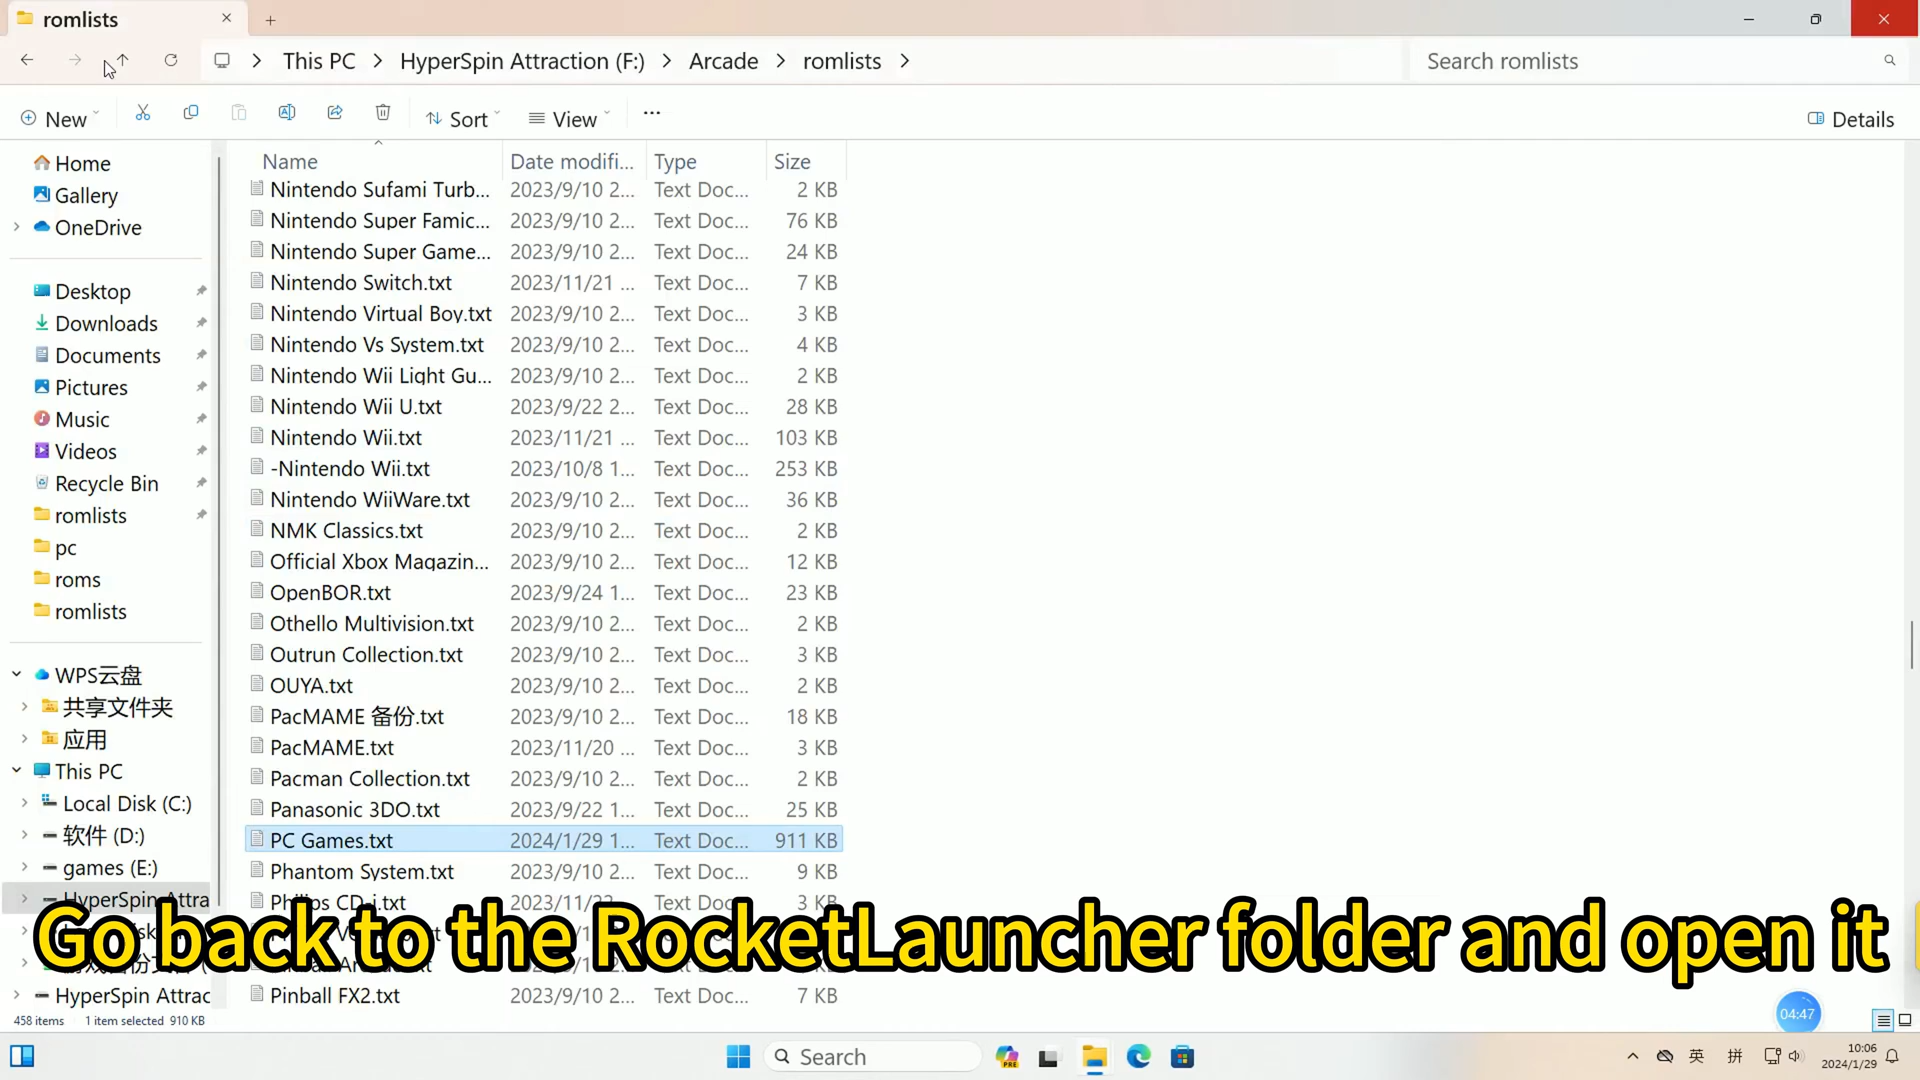 romlists
This PC HyperSpin Attraction (F:) Arcade romlists
Search romlists
New Sort View ... Details
Home
Gallery
OneDrive
Desktop
Downloads
Documents
Pictures
Music
Videos
Recycle Bin
romlists
pc
roms
romlists
WPS云盘
共享文件夹
应用
This PC
Local Disk (C:)
软件 (D:)
games (E:)
HyperSpin Attra
HyperSpin Attrac
Name Date modifi... Type Size
Nintendo Sufami Turb... 2023/9/10 2... Text Doc... 2 KB
Nintendo Super Famic... 2023/9/10 2... Text Doc... 76 KB
Nintendo Super Game... 2023/9/10 2... Text Doc... 24 KB
Nintendo Switch.txt 2023/11/21 ... Text Doc... 7 KB
Nintendo Virtual Boy.txt 2023/9/10 2... Text Doc... 3 KB
Nintendo Vs System.txt 2023/9/10 2... Text Doc... 4 KB
Nintendo Wii Light Gu... 2023/9/10 2... Text Doc... 2 KB
Nintendo Wii U.txt 2023/9/22 2... Text Doc... 28 KB
Nintendo Wii.txt 2023/11/21 ... Text Doc... 103 KB
-Nintendo Wii.txt 2023/10/8 1... Text Doc... 253 KB
Nintendo WiiWare.txt 2023/9/10 2... Text Doc... 36 KB
NMK Classics.txt 2023/9/10 2... Text Doc... 2 KB
Official Xbox Magazin... 2023/9/10 2... Text Doc... 12 KB
OpenBOR.txt 2023/9/24 1... Text Doc... 23 KB
Othello Multivision.txt 2023/9/10 2... Text Doc... 2 KB
Outrun Collection.txt 2023/9/10 2... Text Doc... 3 KB
OUYA.txt 2023/9/10 2... Text Doc... 2 KB
PacMAME 备份.txt 2023/9/10 2... Text Doc... 18 KB
PacMAME.txt 2023/11/20 ... Text Doc... 3 KB
Pacman Collection.txt 2023/9/10 2... Text Doc... 2 KB
Panasonic 3DO.txt 2023/9/22 1... Text Doc... 25 KB
PC Games.txt 2024/1/29 1... Text Doc... 911 KB
Phantom System.txt 2023/9/10 2... Text Doc... 9 KB
Philips CD-i.txt 2023/11/22 Text Doc... 3 KB
Pinball FX2.txt 2023/9/10 2... Text Doc... 7 KB
Go back to the RocketLauncher folder and open it
458 items 1 item selected 910 KB
04:47
Search
PRE
英 拼
10:06
2024/1/29